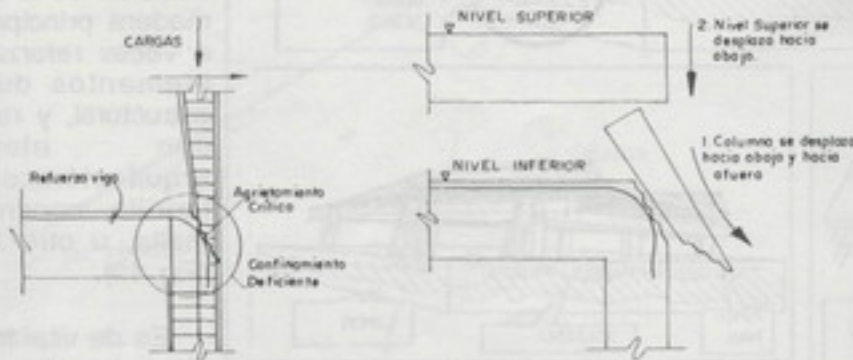 CARGAS
Refuerzo viga
Agrietamiento
Crítico
Confinamiento
Deficiente
NIVEL SUPERIOR
2. Nivel Superior se
desplaza hacia
abajo.
NIVEL INFERIOR
1. Columna se desplaza
hacia abajo y hacia
afuera